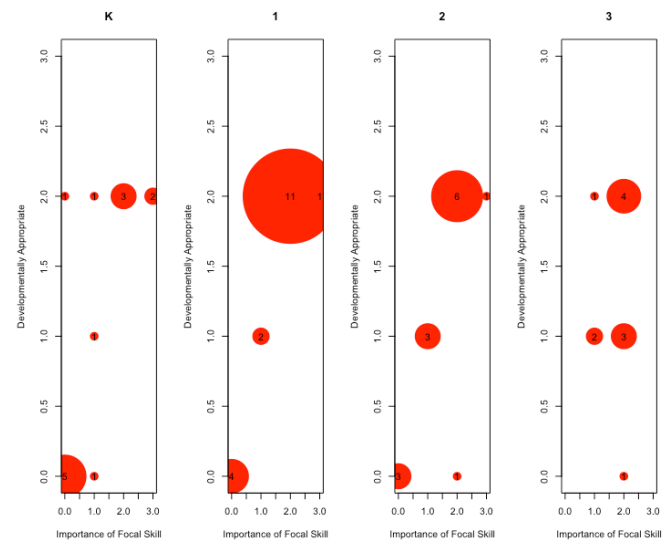 K 1 2 3
3.0 3.0 3.0 3.0
2.5 2.5 2.5 2.5
2.0 1 1 3 2 2.0 11 1 2.0 6 1 2.0 1 4
Developmentally Appropriate Developmentally Appropriate Developmentally Appropriate Developmentally Appropriate
1.5 1.5 1.5 1.5
1.0 1 1.0 2 1.0 3 1.0 2 3
0.5 0.5 0.5 0.5
0.0 5 1 0.0 4 0.0 3 1 0.0 1
0.0 1.0 2.0 3.0 0.0 1.0 2.0 3.0 0.0 1.0 2.0 3.0 0.0 1.0 2.0 3.0
Importance of Focal Skill Importance of Focal Skill Importance of Focal Skill Importance of Focal Skill